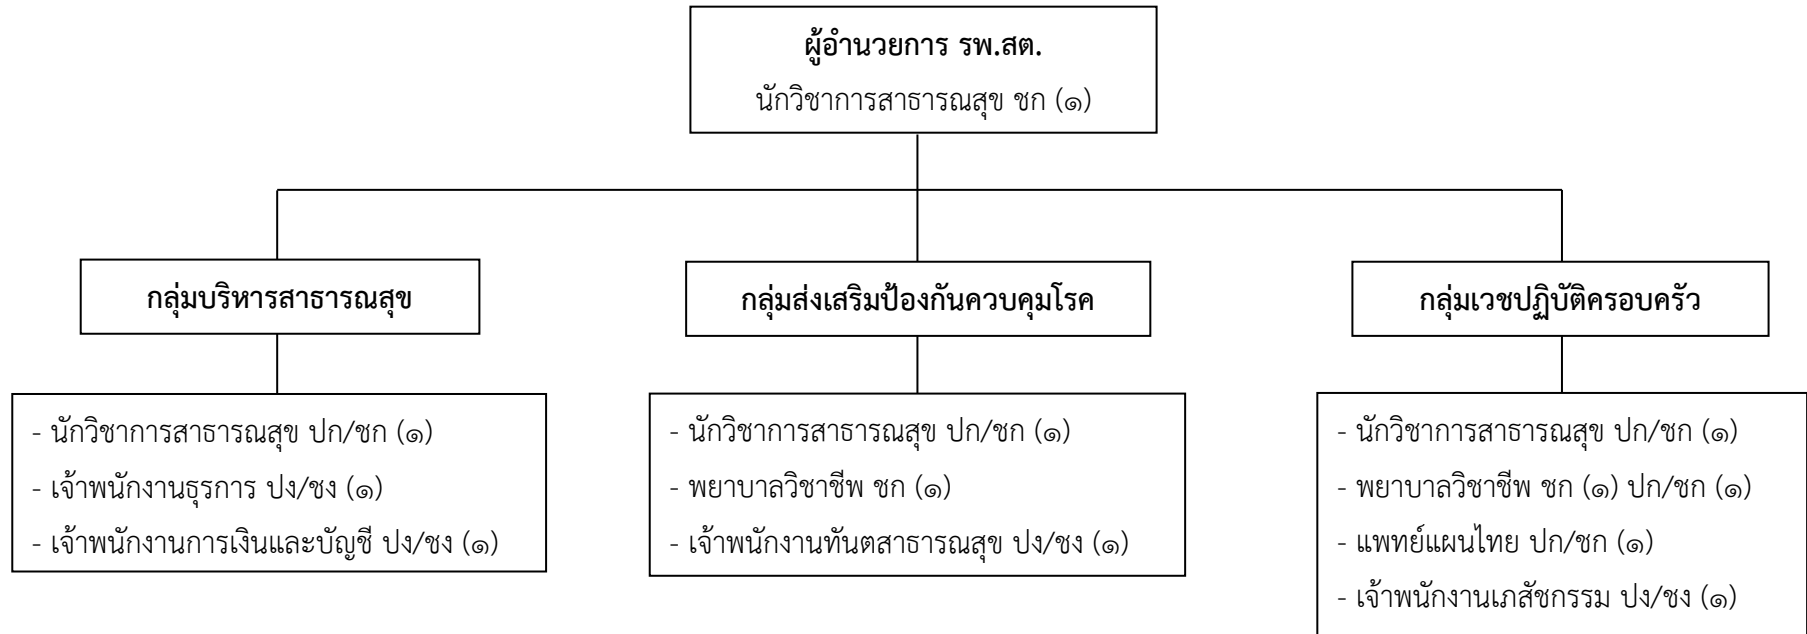 ผู้อำนวยการ รพ.สต.
นักวิชาการสาธารณสุข ชก (๑)
กลุ่มบริหารสาธารณสุข
- นักวิชาการสาธารณสุข ปก/ชก (๑)
- เจ้าพนักงานธุรการ ปง/ชง (๑)
- เจ้าพนักงานการเงินและบัญชี ปง/ชง (๑)
กลุ่มส่งเสริมป้องกันควบคุมโรค
- นักวิชาการสาธารณสุข ปก/ชก (๑)
- พยาบาลวิชาชีพ ชก (๑)
- เจ้าพนักงานทันตสาธารณสุข ปง/ชง (๑)
กลุ่มเวชปฏิบัติครอบครัว
- นักวิชาการสาธารณสุข ปก/ชก (๑)
- พยาบาลวิชาชีพ ชก (๑) ปก/ชก (๑)
- แพทย์แผนไทย ปก/ชก (๑)
- เจ้าพนักงานเภสัชกรรม ปง/ชง (๑)